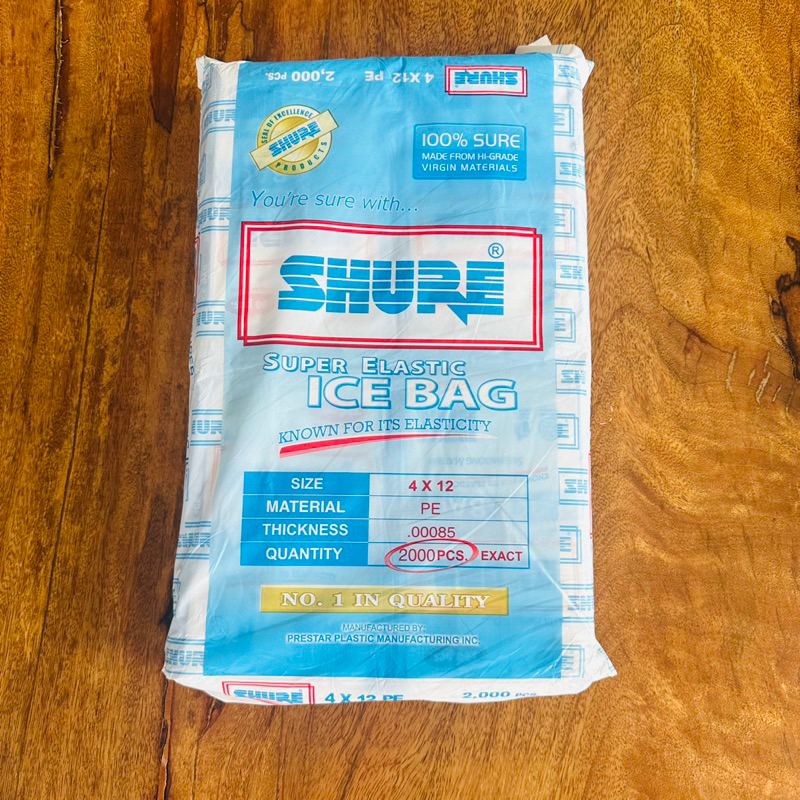 SHURE 4 X12 PE 2,000 PCS.
SEAL OF EXCELLENCE
SHURE
PRODUCTS
100% SURE
MADE FROM HI-GRADE
VIRGIN MATERIALS
You're sure with...
SHURE®
SUPER ELASTIC
ICE BAG
KNOWN FOR ITS ELASTICITY
SIZE 4 X 12
MATERIAL PE
THICKNESS .00085
QUANTITY 2000PCS. EXACT
NO. 1 IN QUALITY
MANUFACTURED BY:
PRESTAR PLASTIC MANUFACTURING INC.
SHURE 4 X 12 PE 2,000 PCS.